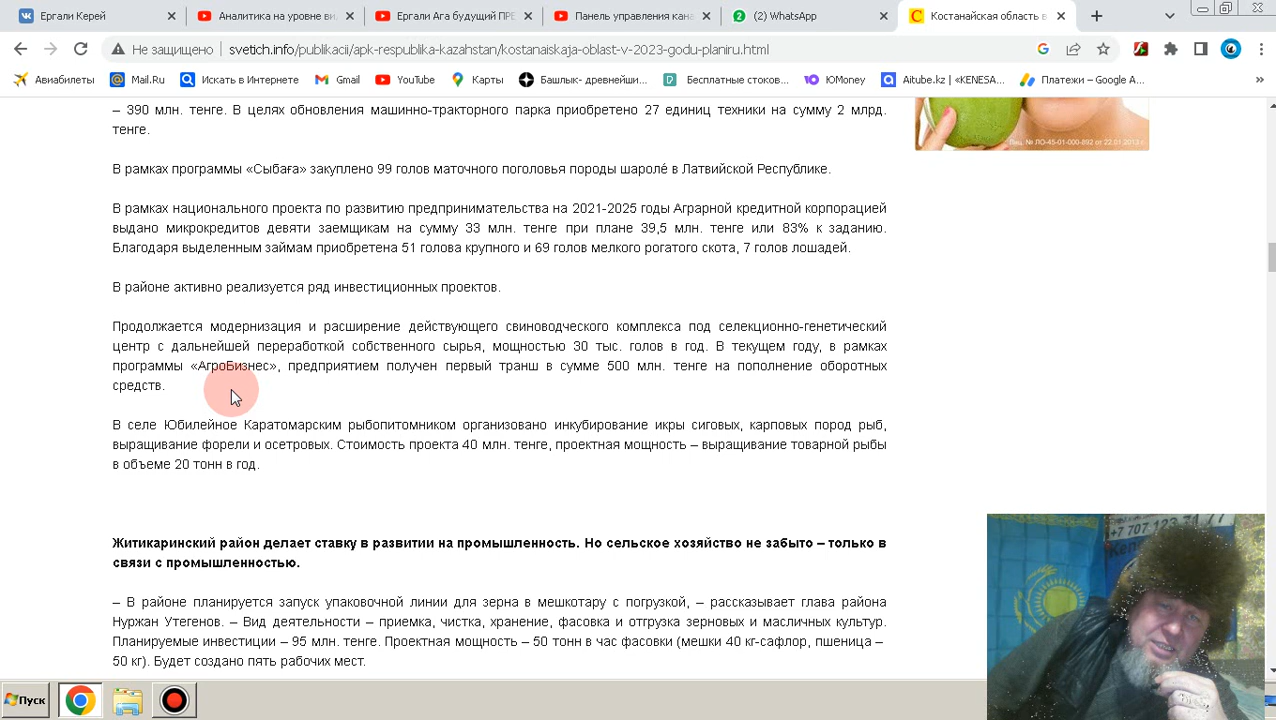 Ергали Керей
Аналитика на уровне ви
Ергали Ага будущий ПРЕ
Панель управления кана
(2) WhatsApp
Костанайская область в
Не защищено
svetich.info/publikacii/apk-respublika-kazahstan/kostanaiskaja-oblast-v-2023-godu-planiru.html
Авиабилеты
Mail.Ru
Искать в Интернете
Gmail
YouTube
Карты
Башлык- древнейши...
Бесплатные стоков...
ЮMoney
Aitube.kz | «KENESA...
Платежи – Google A...
– 390 млн. тенге. В целях обновления машинно-тракторного парка приобретено 27 единиц техники на сумму 2 млрд.
тенге.
Лиц. № ЛО-45-01-000-892 от 22.01.2013 г.
В рамках программы «Сыбаға» закуплено 99 голов маточного поголовья породы шаролё в Латвийской Республике.
В рамках национального проекта по развитию предпринимательства на 2021-2025 годы Аграрной кредитной корпорацией
выдано микрокредитов девяти заемщикам на сумму 33 млн. тенге при плане 39,5 млн. тенге или 83% к заданию.
Благодаря выделенным займам приобретена 51 голова крупного и 69 голов мелкого рогатого скота, 7 голов лошадей.
В районе активно реализуется ряд инвестиционных проектов.
Продолжается модернизация и расширение действующего свиноводческого комплекса под селекционно-генетический
центр с дальнейшей переработкой собственного сырья, мощностью 30 тыс. голов в год. В текущем году, в рамках
программы «АгроБизнес», предприятием получен первый транш в сумме 500 млн. тенге на пополнение оборотных
средств.
В селе Юбилейное Каратомарским рыбопитомником организовано инкубирование икры сиговых, карповых пород рыб,
выращивание форели и осетровых. Стоимость проекта 40 млн. тенге, проектная мощность – выращивание товарной рыбы
в объеме 20 тонн в год.
Житикаринский район делает ставку в развитии на промышленность. Но сельское хозяйство не забыто – только в
связи с промышленностью.
– В районе планируется запуск упаковочной линии для зерна в мешкотару с погрузкой, – рассказывает глава района
Нуржан Утегенов. – Вид деятельности – приемка, чистка, хранение, фасовка и отгрузка зерновых и масличных культур.
Планируемые инвестиции – 95 млн. тенге. Проектная мощность – 50 тонн в час фасовки (мешки 40 кг-сафлор, пшеница –
50 кг). Будет создано пять рабочих мест.
Пуск